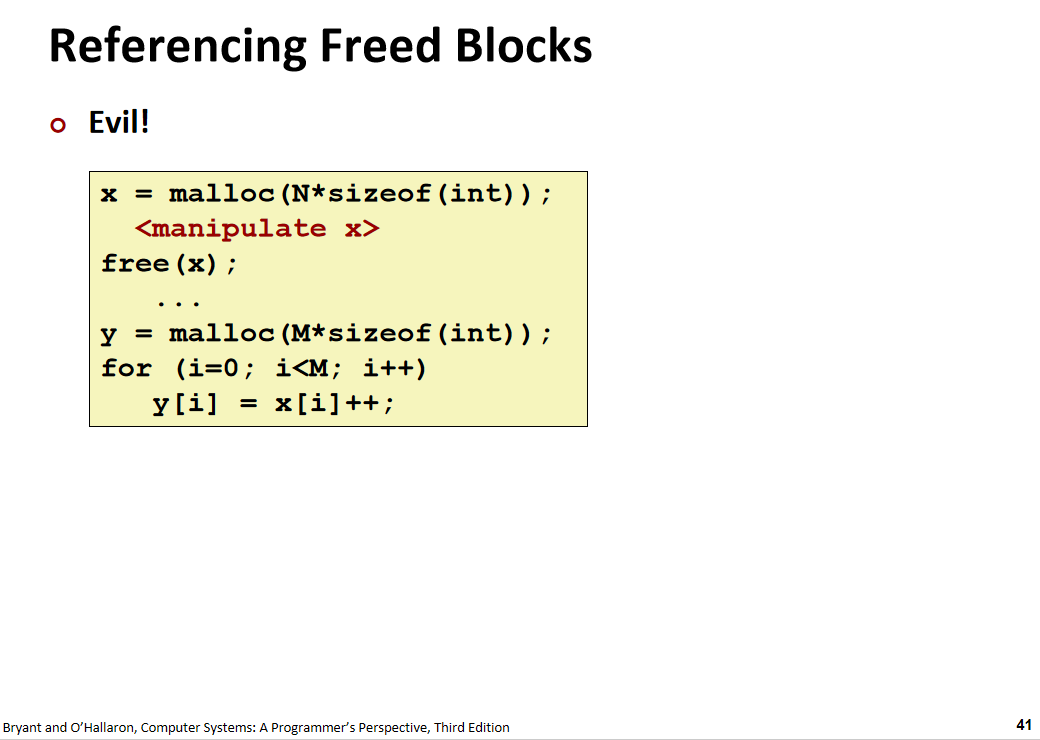 Referencing Freed Blocks
Evil!
x = malloc(N*sizeof(int));
<manipulate x>
free(x);
...
y = malloc(M*sizeof(int));
for (i=0; i<M; i++)
y[i] = x[i]++;
Bryant and O’Hallaron, Computer Systems: A Programmer’s Perspective, Third Edition
41